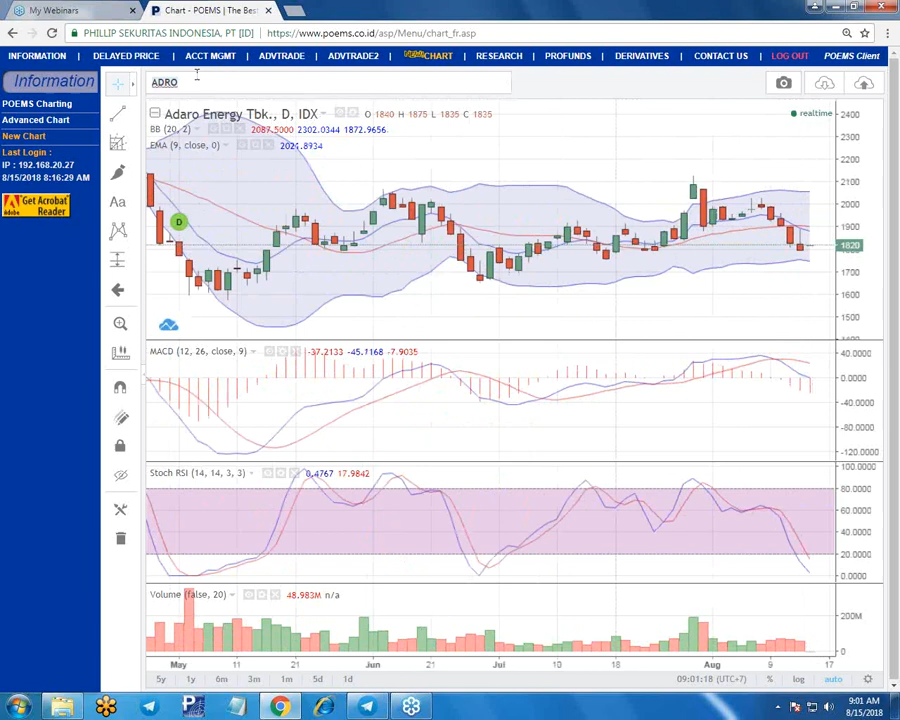 My Webinars
Chart - POEMS | The Bes
PHILLIP SEKURITAS INDONESIA, PT [ID]
https://www.poems.co.id/asp/Menu/chart_fr.asp
INFORMATION
DELAYED PRICE
ACCT MGMT
ADVTRADE
ADVTRADE2
CHART
RESEARCH
PROFUNDS
DERIVATIVES
CONTACT US
LOG OUT
POEMS Client
Information
POEMS Charting
Advanced Chart
New Chart
Last Login :
IP : 192.168.20.27
8/15/2018 8:16:29 AM
Get Acrobat
Reader
ADRO
Adaro Energy Tbk., D, IDX
O 1840 H 1875 L 1835 C 1835
realtime
BB (20, 2) 2087.5000 2302.0344 1872.9656
EMA (9, close, 0)
D
Aa
2400
2300
2200
2100
2000
1900
1820
1700
1600
1500
MACD (12, 26, close, 9) -37.2133 -45.1168 -7.9035
40.0000
0.0000
-40.0000
-80.0000
-120.0000
Stoch RSI (14, 14, 3, 3) 0.4767 17.9842
100.0000
80.0000
60.0000
40.0000
20.0000
0.0000
Volume (false, 20) 48.983M n/a
200M
0
May 11 21 Jun 21 Jul 10 18 Aug 9 17
5y 1y 6m 3m 1m 5d 1d
09:01:18 (UTC+7) % log auto
9:01 AM
8/15/2018